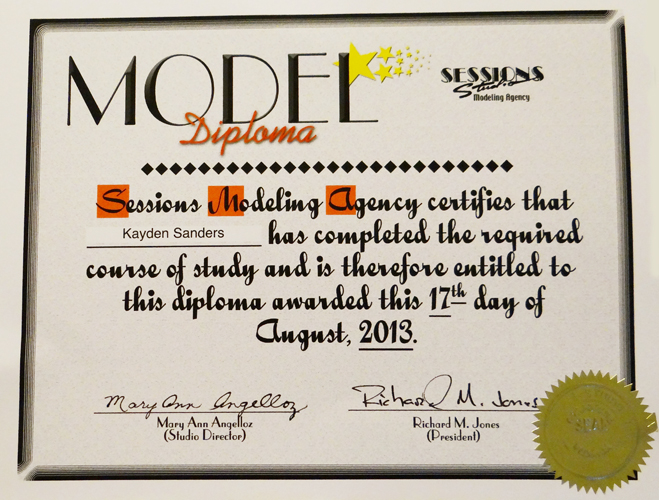 MODEL
Diploma
SESSIONS
Studio
Modeling Agency
Sessions Modeling Agency certifies that
Kayden Sanders has completed the required
course of study and is therefore entitled to
this diploma awarded this 17th day of
August, 2013.
Mary Ann Angelloz Richard M. Jones
Mary Ann Angelloz Richard M. Jones
(Studio Director) (President)